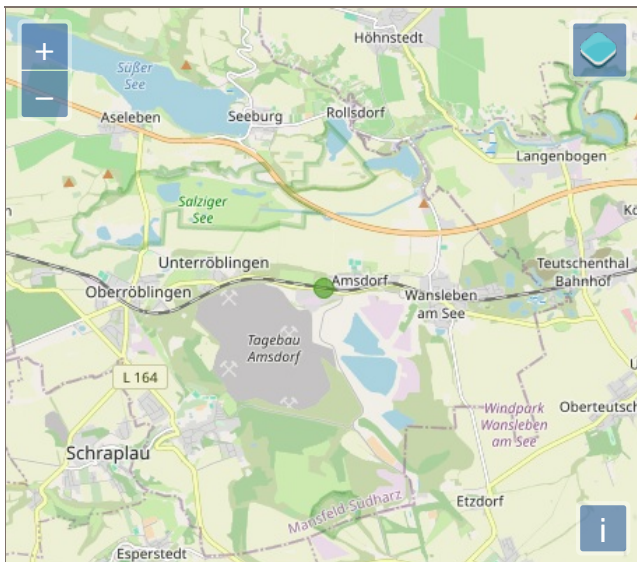 +
−
Höhnstedt
Süßer
See
Aseleben
Seeburg
Rollsdorf
Langenbogen
Salziger
See
Unterröblingen
Oberröblingen
Amsdorf
Wansleben
am See
Teutschenthal
Bahnhof
Tagebau
Amsdorf
L 164
Schraplau
Windpark
Wansleben
am See
Oberteutsch
Mansfeld-Südharz
Etzdorf
Esperstedt
i